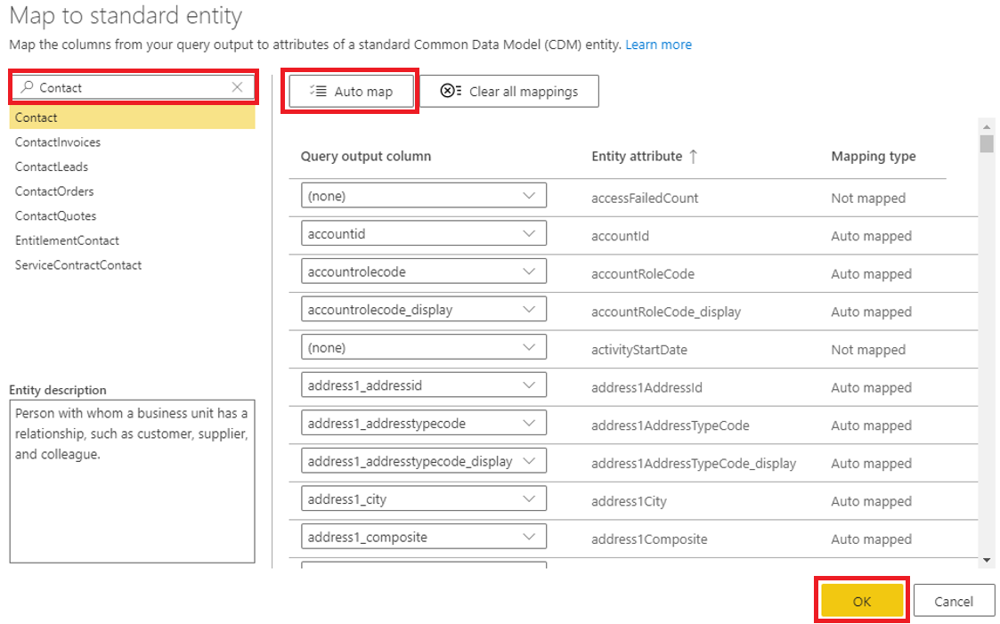 Map to standard entity
Map the columns from your query output to attributes of a standard Common Data Model (CDM) entity. Learn more
Contact
Contact
ContactInvoices
ContactLeads
ContactOrders
ContactQuotes
EntitlementContact
ServiceContractContact
Entity description
Person with whom a business unit has a
relationship, such as customer, supplier,
and colleague.
Auto map Clear all mappings
Query output column Entity attribute Mapping type
(none) accessFailedCount Not mapped
accountid accountId Auto mapped
accountrolecode accountRoleCode Auto mapped
accountrolecode_display accountRoleCode_display Auto mapped
(none) activityStartDate Not mapped
address1_addressid address1AddressId Auto mapped
address1_addresstypecode address1AddressTypeCode Auto mapped
address1_addresstypecode_display address1AddressTypeCode_display Auto mapped
address1_city address1City Auto mapped
address1_composite address1Composite Auto mapped
OK Cancel